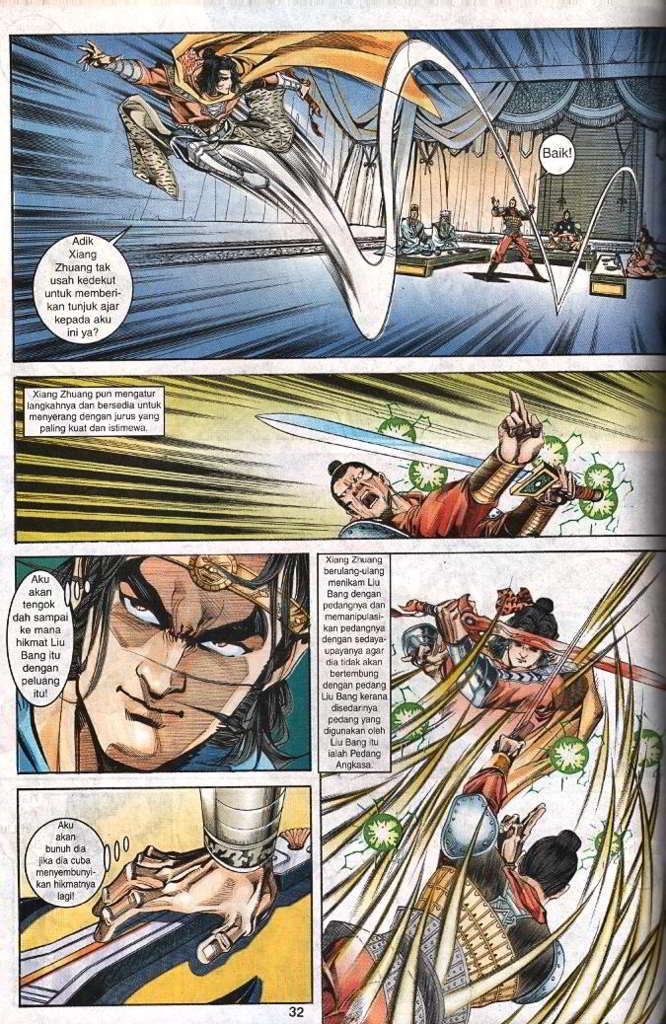 Baik!
Adik
Xiang
Zhuang tak
usah kedekut
untuk memberi-
kan tunjuk ajar
kepada aku
ini ya?
Xiang Zhuang pun mengatur
langkahnya dan bersedia untuk
menyerang dengan jurus yang
paling kuat dan istimewa.
Aku
akan
tengok
dah sampai
ke mana
hikmat Liu
Bang itu
dengan
peluang
itu!
Xiang Zhuang
berulang-ulang
menikam Liu
Bang dengan
pedangnya dan
memanipulasi-
kan pedangnya
dengan sedaya-
upayanya agar
dia tidak akan
bertembung
dengan pedang
Liu Bang kerana
disedarinya
pedang yang
digunakan oleh
Liu Bang itu
ialah Pedang
Angkasa.
Aku
akan
bunuh dia
jika dia cuba
menyembunyi-
kan hikmatnya
lagi!
32